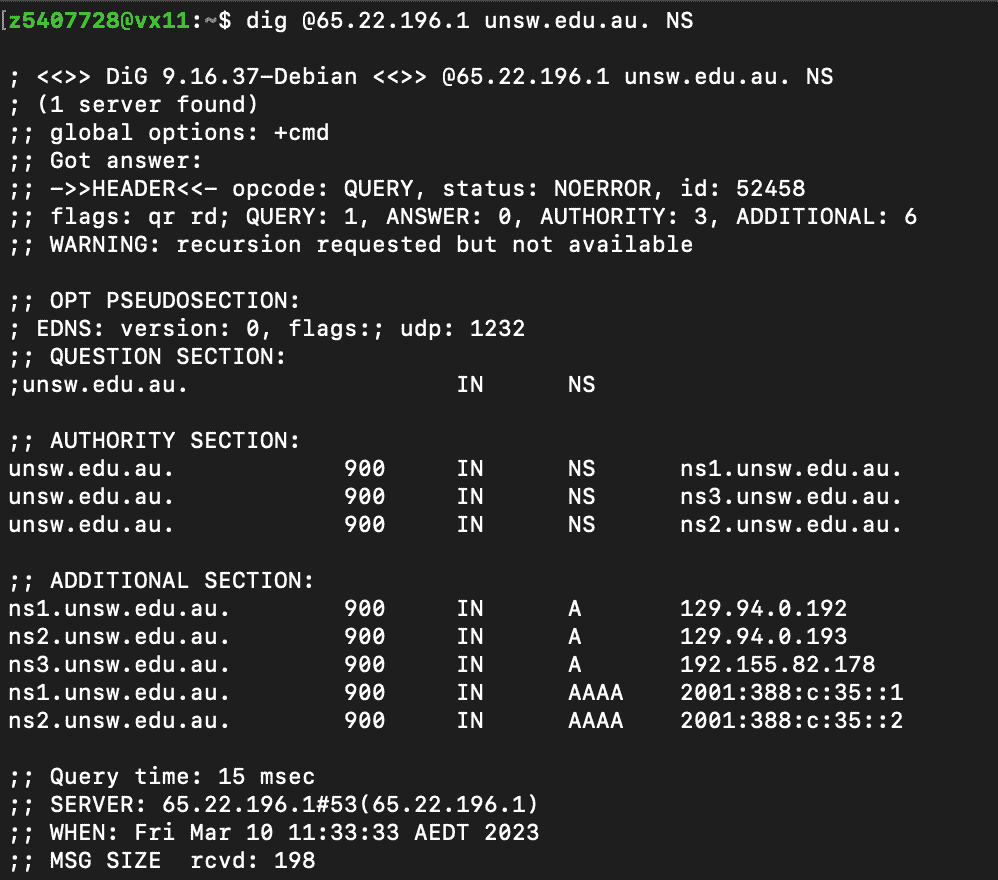 [z5407728@vx11:~$ dig @65.22.196.1 unsw.edu.au. NS
; <<>> DiG 9.16.37-Debian <<>> @65.22.196.1 unsw.edu.au. NS
; (1 server found)
;; global options: +cmd
;; Got answer:
;; ->>HEADER<<- opcode: QUERY, status: NOERROR, id: 52458
;; flags: qr rd; QUERY: 1, ANSWER: 0, AUTHORITY: 3, ADDITIONAL: 6
;; WARNING: recursion requested but not available
;; OPT PSEUDOSECTION:
; EDNS: version: 0, flags:; udp: 1232
;; QUESTION SECTION:
;unsw.edu.au. IN NS
;; AUTHORITY SECTION:
unsw.edu.au. 900 IN NS ns1.unsw.edu.au.
unsw.edu.au. 900 IN NS ns3.unsw.edu.au.
unsw.edu.au. 900 IN NS ns2.unsw.edu.au.
;; ADDITIONAL SECTION:
ns1.unsw.edu.au. 900 IN A 129.94.0.192
ns2.unsw.edu.au. 900 IN A 129.94.0.193
ns3.unsw.edu.au. 900 IN A 192.155.82.178
ns1.unsw.edu.au. 900 IN AAAA 2001:388:c:35::1
ns2.unsw.edu.au. 900 IN AAAA 2001:388:c:35::2
;; Query time: 15 msec
;; SERVER: 65.22.196.1#53(65.22.196.1)
;; WHEN: Fri Mar 10 11:33:33 AEDT 2023
;; MSG SIZE rcvd: 198